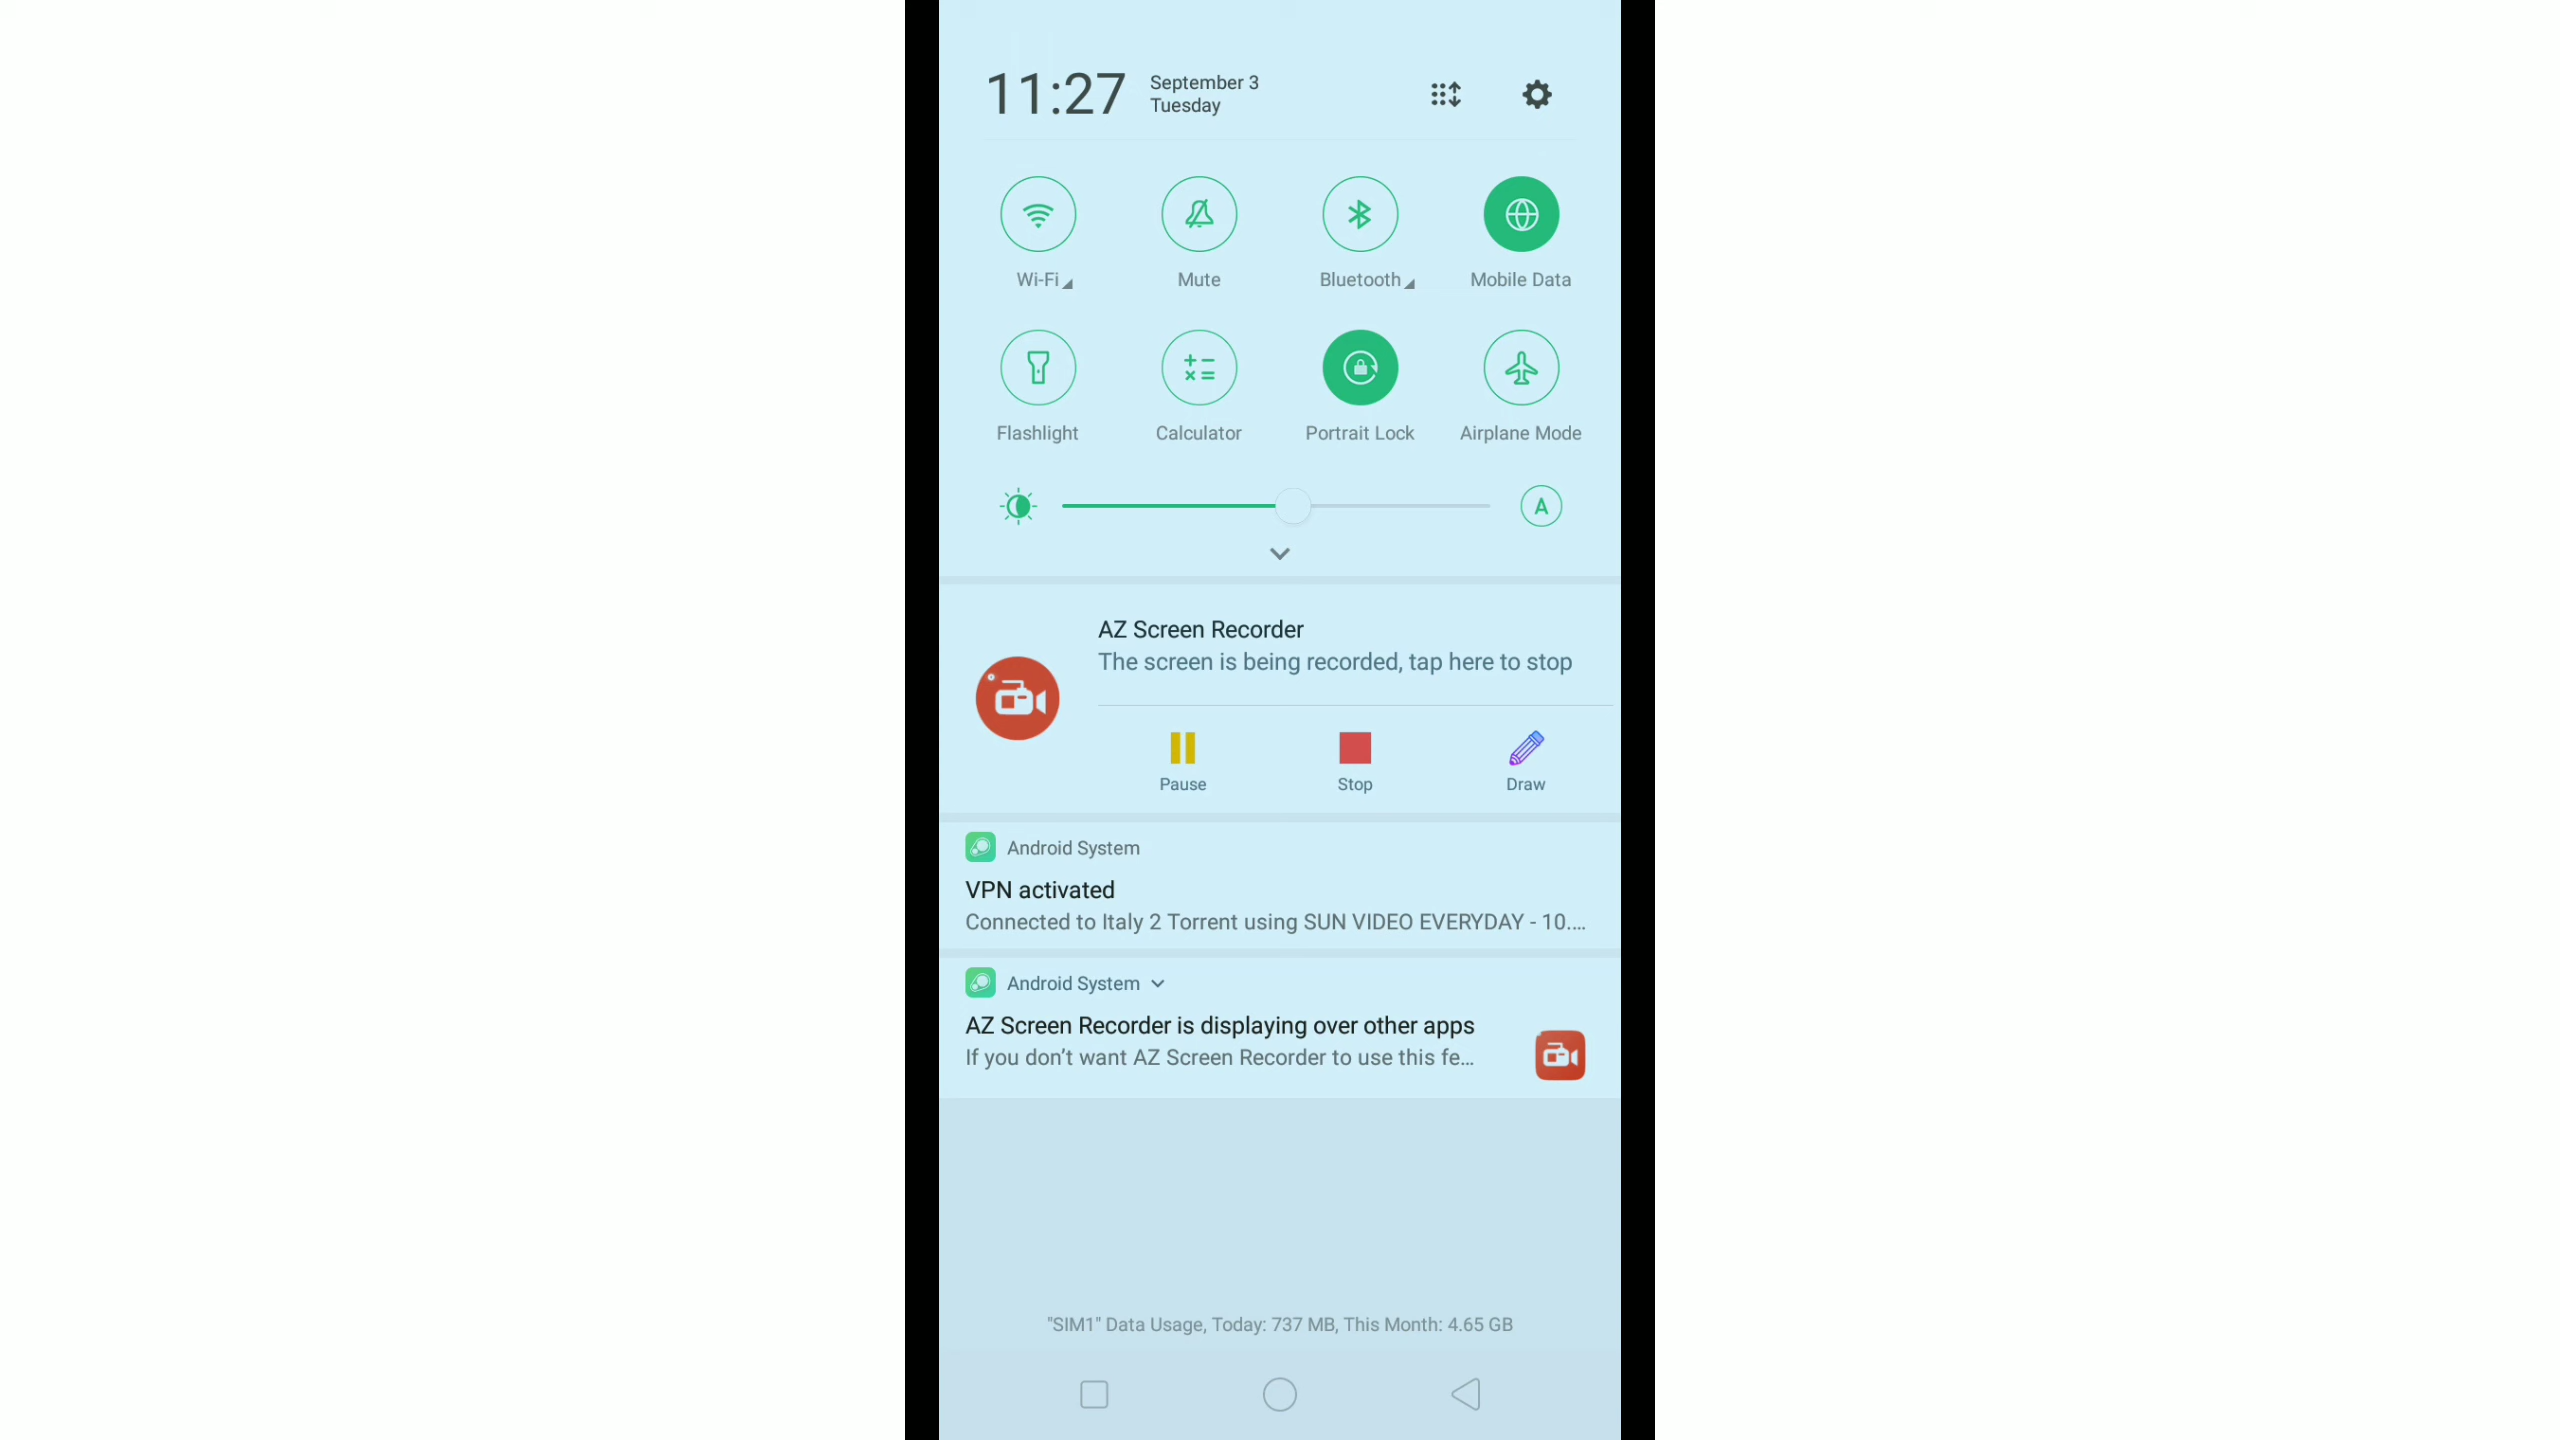 11:27
September 3
Tuesday
Wi-Fi
Mute
Bluetooth
Mobile Data
Flashlight
Calculator
Portrait Lock
Airplane Mode
A
AZ Screen Recorder
The screen is being recorded, tap here to stop
Pause
Stop
Draw
Android System
VPN activated
Connected to Italy 2 Torrent using SUN VIDEO EVERYDAY - 10....
Android System
AZ Screen Recorder is displaying over other apps
If you don’t want AZ Screen Recorder to use this fe...
"SIM1" Data Usage, Today: 737 MB, This Month: 4.65 GB